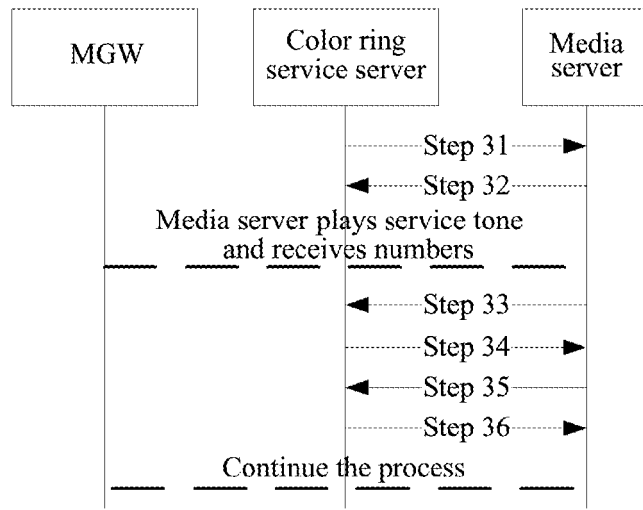 MGW
Color ring
service server
Media
server
Step 31
Step 32
Media server plays service tone
and receives numbers
Step 33
Step 34
Step 35
Step 36
Continue the process